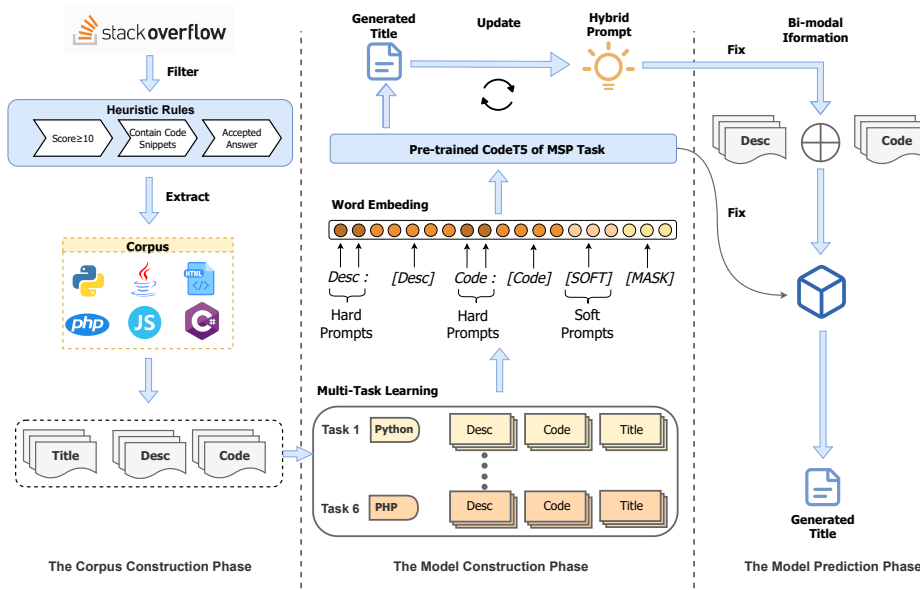 stackoverflow
Filter
Heuristic Rules
Score≥10
Contain Code
Snippets
Accepted
Answer
Extract
Corpus
HTML
php
JS
C#
Title
Desc
Code
The Corpus Construction Phase
Generated
Title
Update
Hybrid
Prompt
Pre-trained CodeT5 of MSP Task
Word Embeding
Desc :
[Desc]
Code :
[Code]
[SOFT]
[MASK]
Hard
Prompts
Hard
Prompts
Soft
Prompts
Multi-Task Learning
Task 1
Python
Desc
Code
Title
Task 6
PHP
Desc
Code
Title
The Model Construction Phase
Fix
Bi-modal
Iformation
Desc
Code
Fix
Generated
Title
The Model Prediction Phase